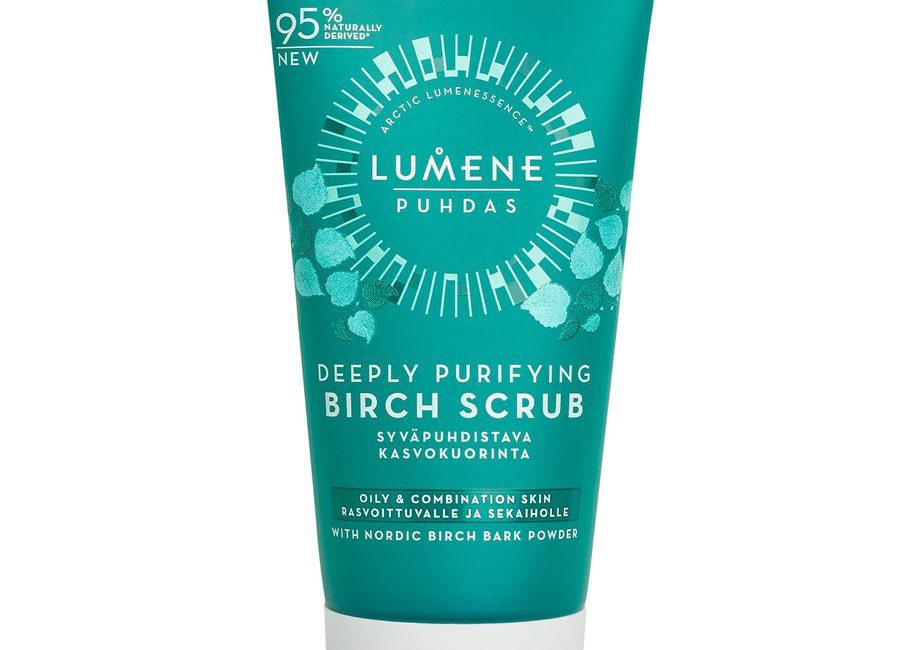 95% NATURALLY DERIVED*
NEW
ARCTIC LUMENESSENCE™
LUMENE
PUHDAS
DEEPLY PURIFYING
BIRCH SCRUB
SYVÄPUHDISTAVA
KASVOKUORINTA
OILY & COMBINATION SKIN
RASVOITTUVALLE JA SEKAIHOLLE
WITH NORDIC BIRCH BARK POWDER